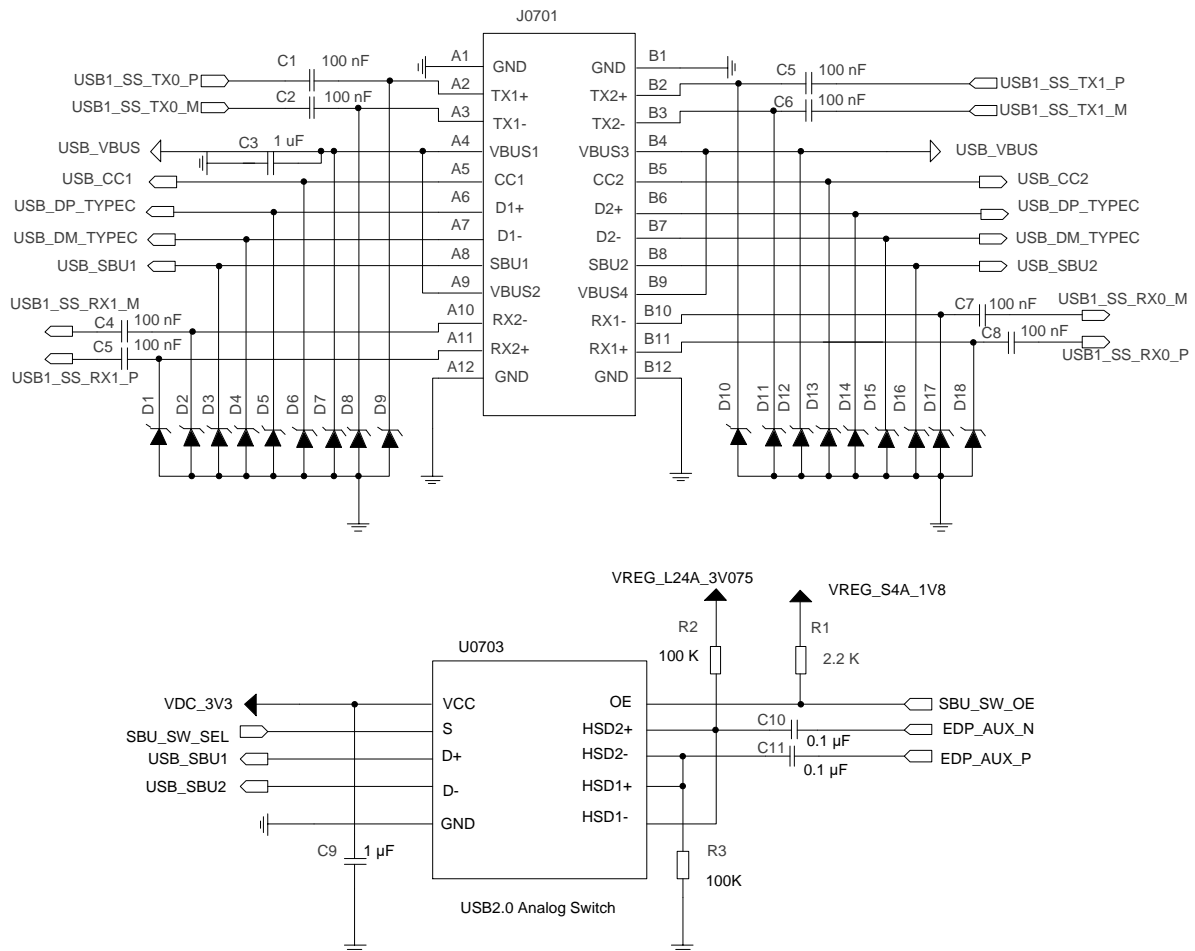 J0701
C1 100 nF
USB1_SS_TX0_P
C2 100 nF
USB1_SS_TX0_M
C3 1 uF
USB_VBUS
USB_CC1
USB_DP_TYPEC
USB_DM_TYPEC
USB_SBU1
USB1_SS_RX1_M
C4 100 nF
C5 100 nF
USB1_SS_RX1_P
A1 GND
A2 TX1+
A3 TX1-
A4 VBUS1
A5 CC1
A6 D1+
A7 D1-
A8 SBU1
A9 VBUS2
A10 RX2-
A11 RX2+
A12 GND
GND B1
TX2+ B2
TX2- B3
VBUS3 B4
CC2 B5
D2+ B6
D2- B7
SBU2 B8
VBUS4 B9
RX1- B10
RX1+ B11
GND B12
C5 100 nF
USB1_SS_TX1_P
C6 100 nF
USB1_SS_TX1_M
USB_VBUS
USB_CC2
USB_DP_TYPEC
USB_DM_TYPEC
USB_SBU2
C7 100 nF USB1_SS_RX0_M
C8 100 nF
USB1_SS_RX0_P
D1 D2 D3 D4 D5 D6 D7 D8 D9
D10 D11 D12 D13 D14 D15 D16 D17 D18
VREG_L24A_3V075
VREG_S4A_1V8
R2
100 K
R1
2.2 K
U0703
VDC_3V3
SBU_SW_SEL
USB_SBU1
USB_SBU2
VCC
S
D+
D-
GND
OE
HSD2+
HSD2-
HSD1+
HSD1-
SBU_SW_OE
C10
0.1 µF
EDP_AUX_N
C11
0.1 µF
EDP_AUX_P
C9 1 µF
R3
100K
USB2.0 Analog Switch